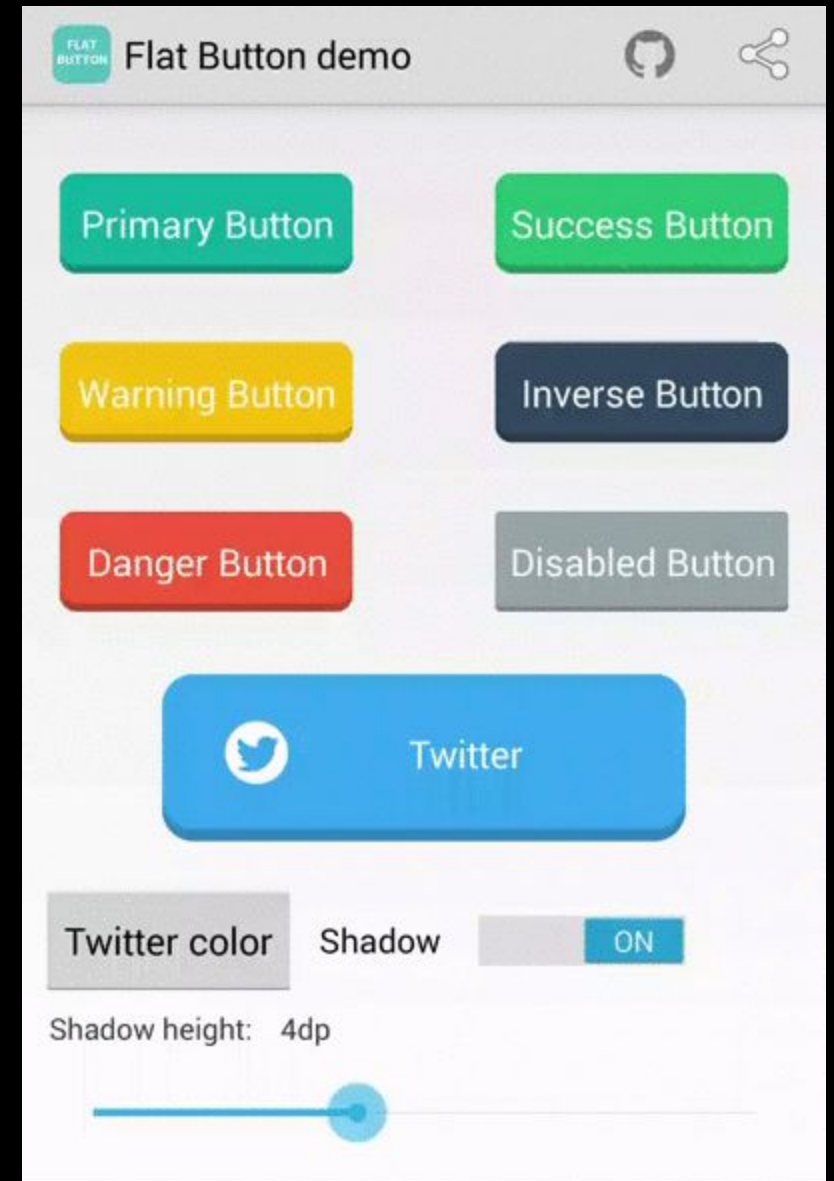 FLAT
BUTTON
Flat Button demo
Primary Button
Success Button
Warning Button
Inverse Button
Danger Button
Disabled Button
Twitter
Twitter color
Shadow
ON
Shadow height: 4dp